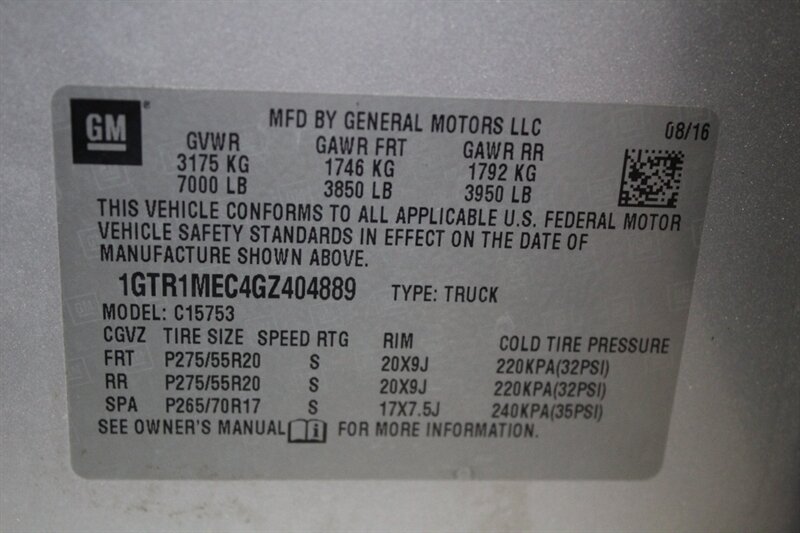 GM ®
MFD BY GENERAL MOTORS LLC 08/16
GVWR GAWR FRT GAWR RR
3175 KG 1746 KG 1792 KG
7000 LB 3850 LB 3950 LB
THIS VEHICLE CONFORMS TO ALL APPLICABLE U.S. FEDERAL MOTOR
VEHICLE SAFETY STANDARDS IN EFFECT ON THE DATE OF
MANUFACTURE SHOWN ABOVE.
1GTR1MEC4GZ404889 TYPE: TRUCK
MODEL: C15753
CGVZ TIRE SIZE SPEED RTG RIM COLD TIRE PRESSURE
FRT P275/55R20 S 20X9J 220KPA(32PSI)
RR P275/55R20 S 20X9J 220KPA(32PSI)
SPA P265/70R17 S 17X7.5J 240KPA(35PSI)
SEE OWNER'S MANUAL i FOR MORE INFORMATION.